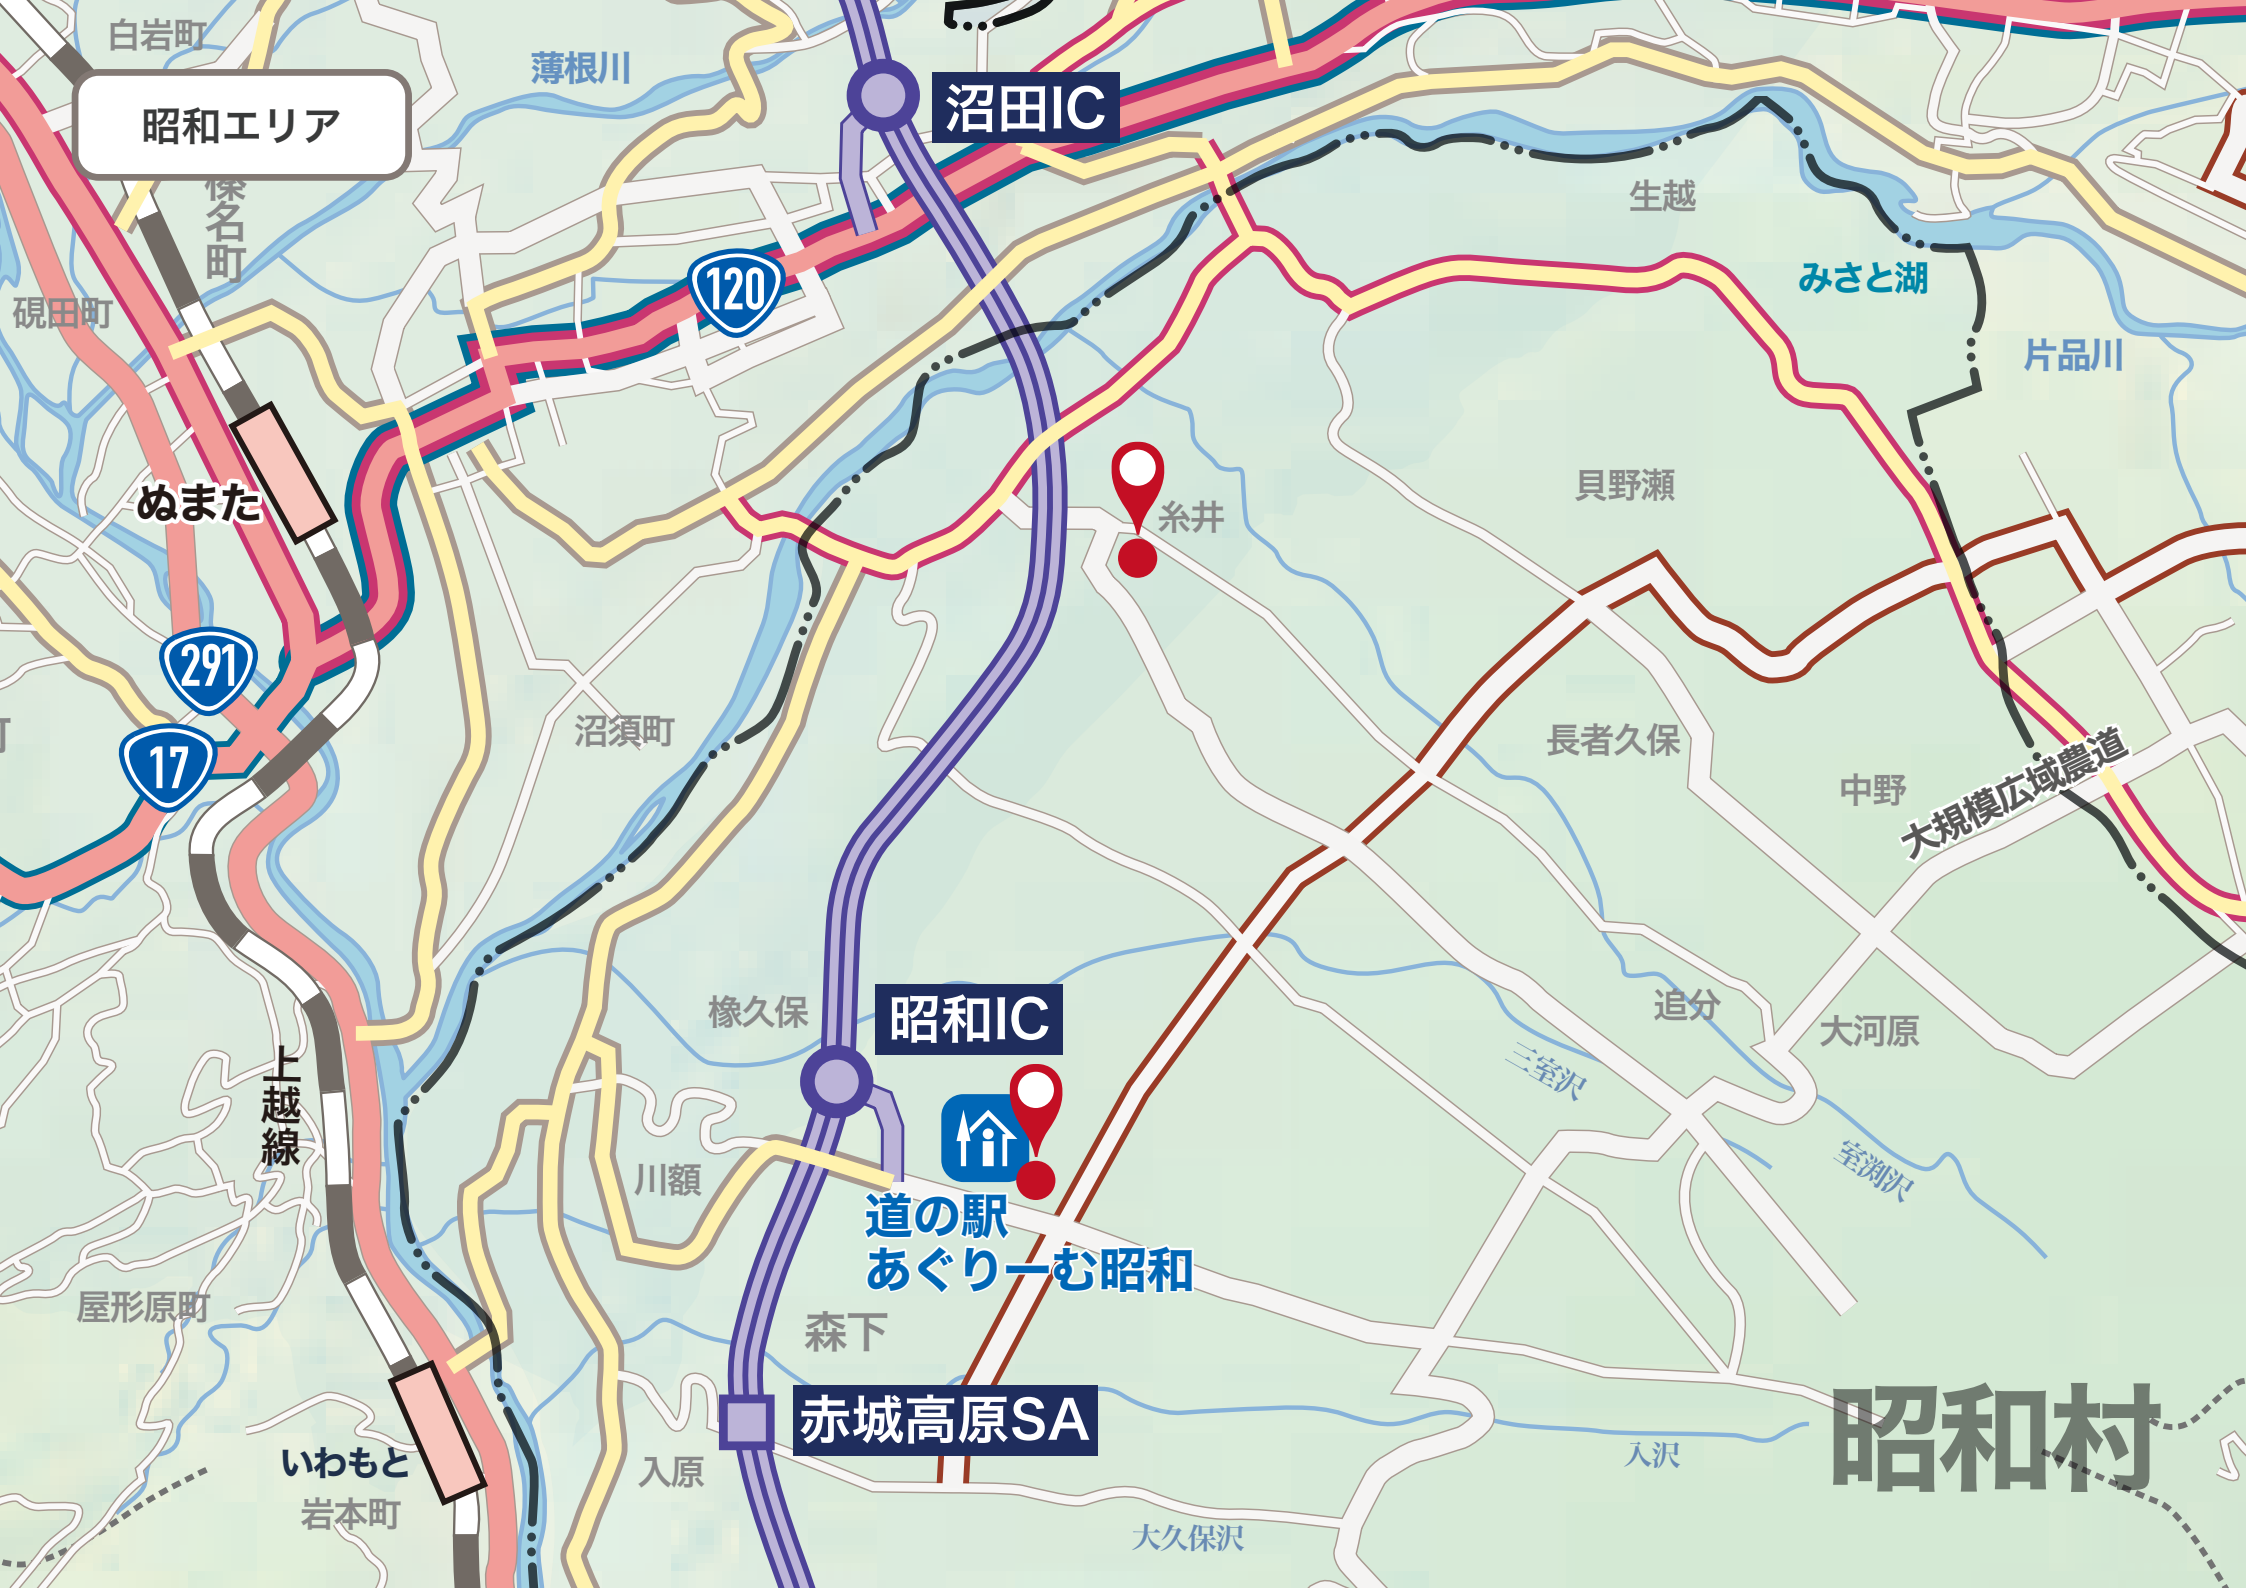 白岩町
薄根川
昭和エリア
沼田IC
榛名町
生越
みさと湖
120
硯田町
片品川
ぬまた
糸井
貝野瀬
291
沼須町
長者久保
17
町
中野
大規模広域農道
橡久保
昭和IC
追分
大河原
上越線
三室沢
川額
室渕沢
道の駅
あぐりーむ昭和
屋形原町
森下
赤城高原SA
昭和村
いわもと
入原
入沢
岩本町
大久保沢